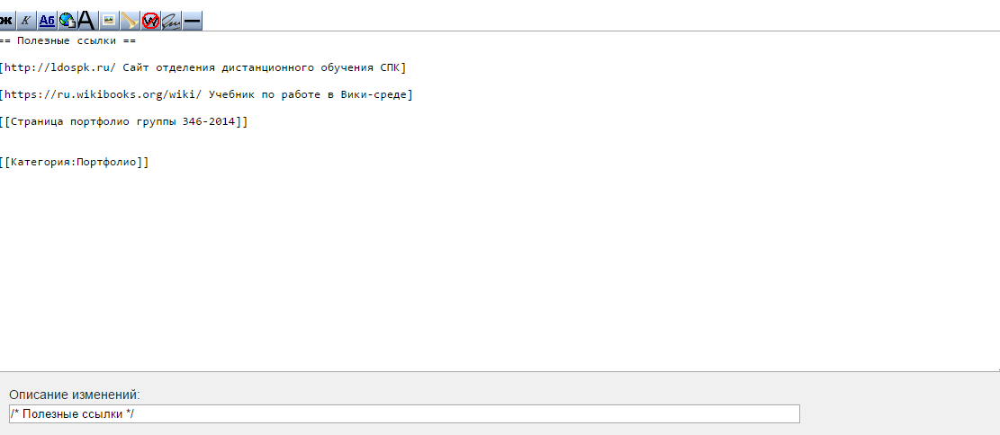 Ж К Аб A W
== Полезные ссылки ==
[http://ldospk.ru/ Сайт отделения дистанционного обучения СПК]
[https://ru.wikibooks.org/wiki/ Учебник по работе в Вики-среде]
[[Страница портфолио группы 346-2014]]
[[Категория:Портфолио]]
Описание изменений:
/* Полезные ссылки */